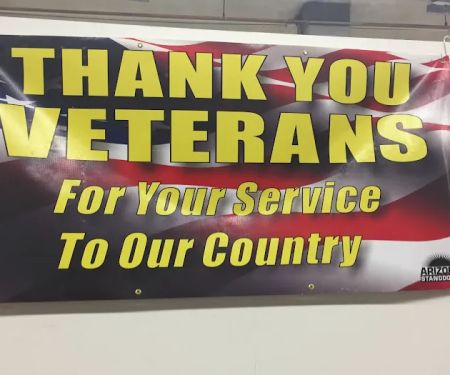 THANK YOU
VETERANS
For Your Service
To Our Country